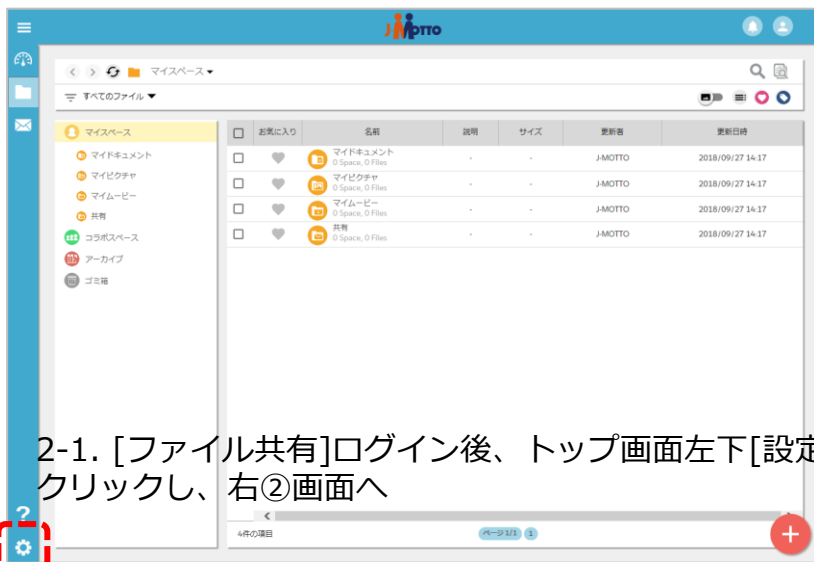 J-MOTTO
マイスペース
すべてのファイル
マイスペース
マイドキュメント
マイピクチャ
マイムービー
共有
コラボスペース
アーカイブ
ゴミ箱
お気に入り 名前 説明 サイズ 更新者 更新日時
マイドキュメント
0 Space, 0 Files - - J-MOTTO 2018/09/27 14:17
マイピクチャ
0 Space, 0 Files - - J-MOTTO 2018/09/27 14:17
マイムービー
0 Space, 0 Files - - J-MOTTO 2018/09/27 14:17
共有
0 Space, 0 Files - - J-MOTTO 2018/09/27 14:17
2-1. [ファイル共有]ログイン後、トップ画面左下[設定
クリックし、右②画面へ
?
4件の項目 ページ 1/1 1